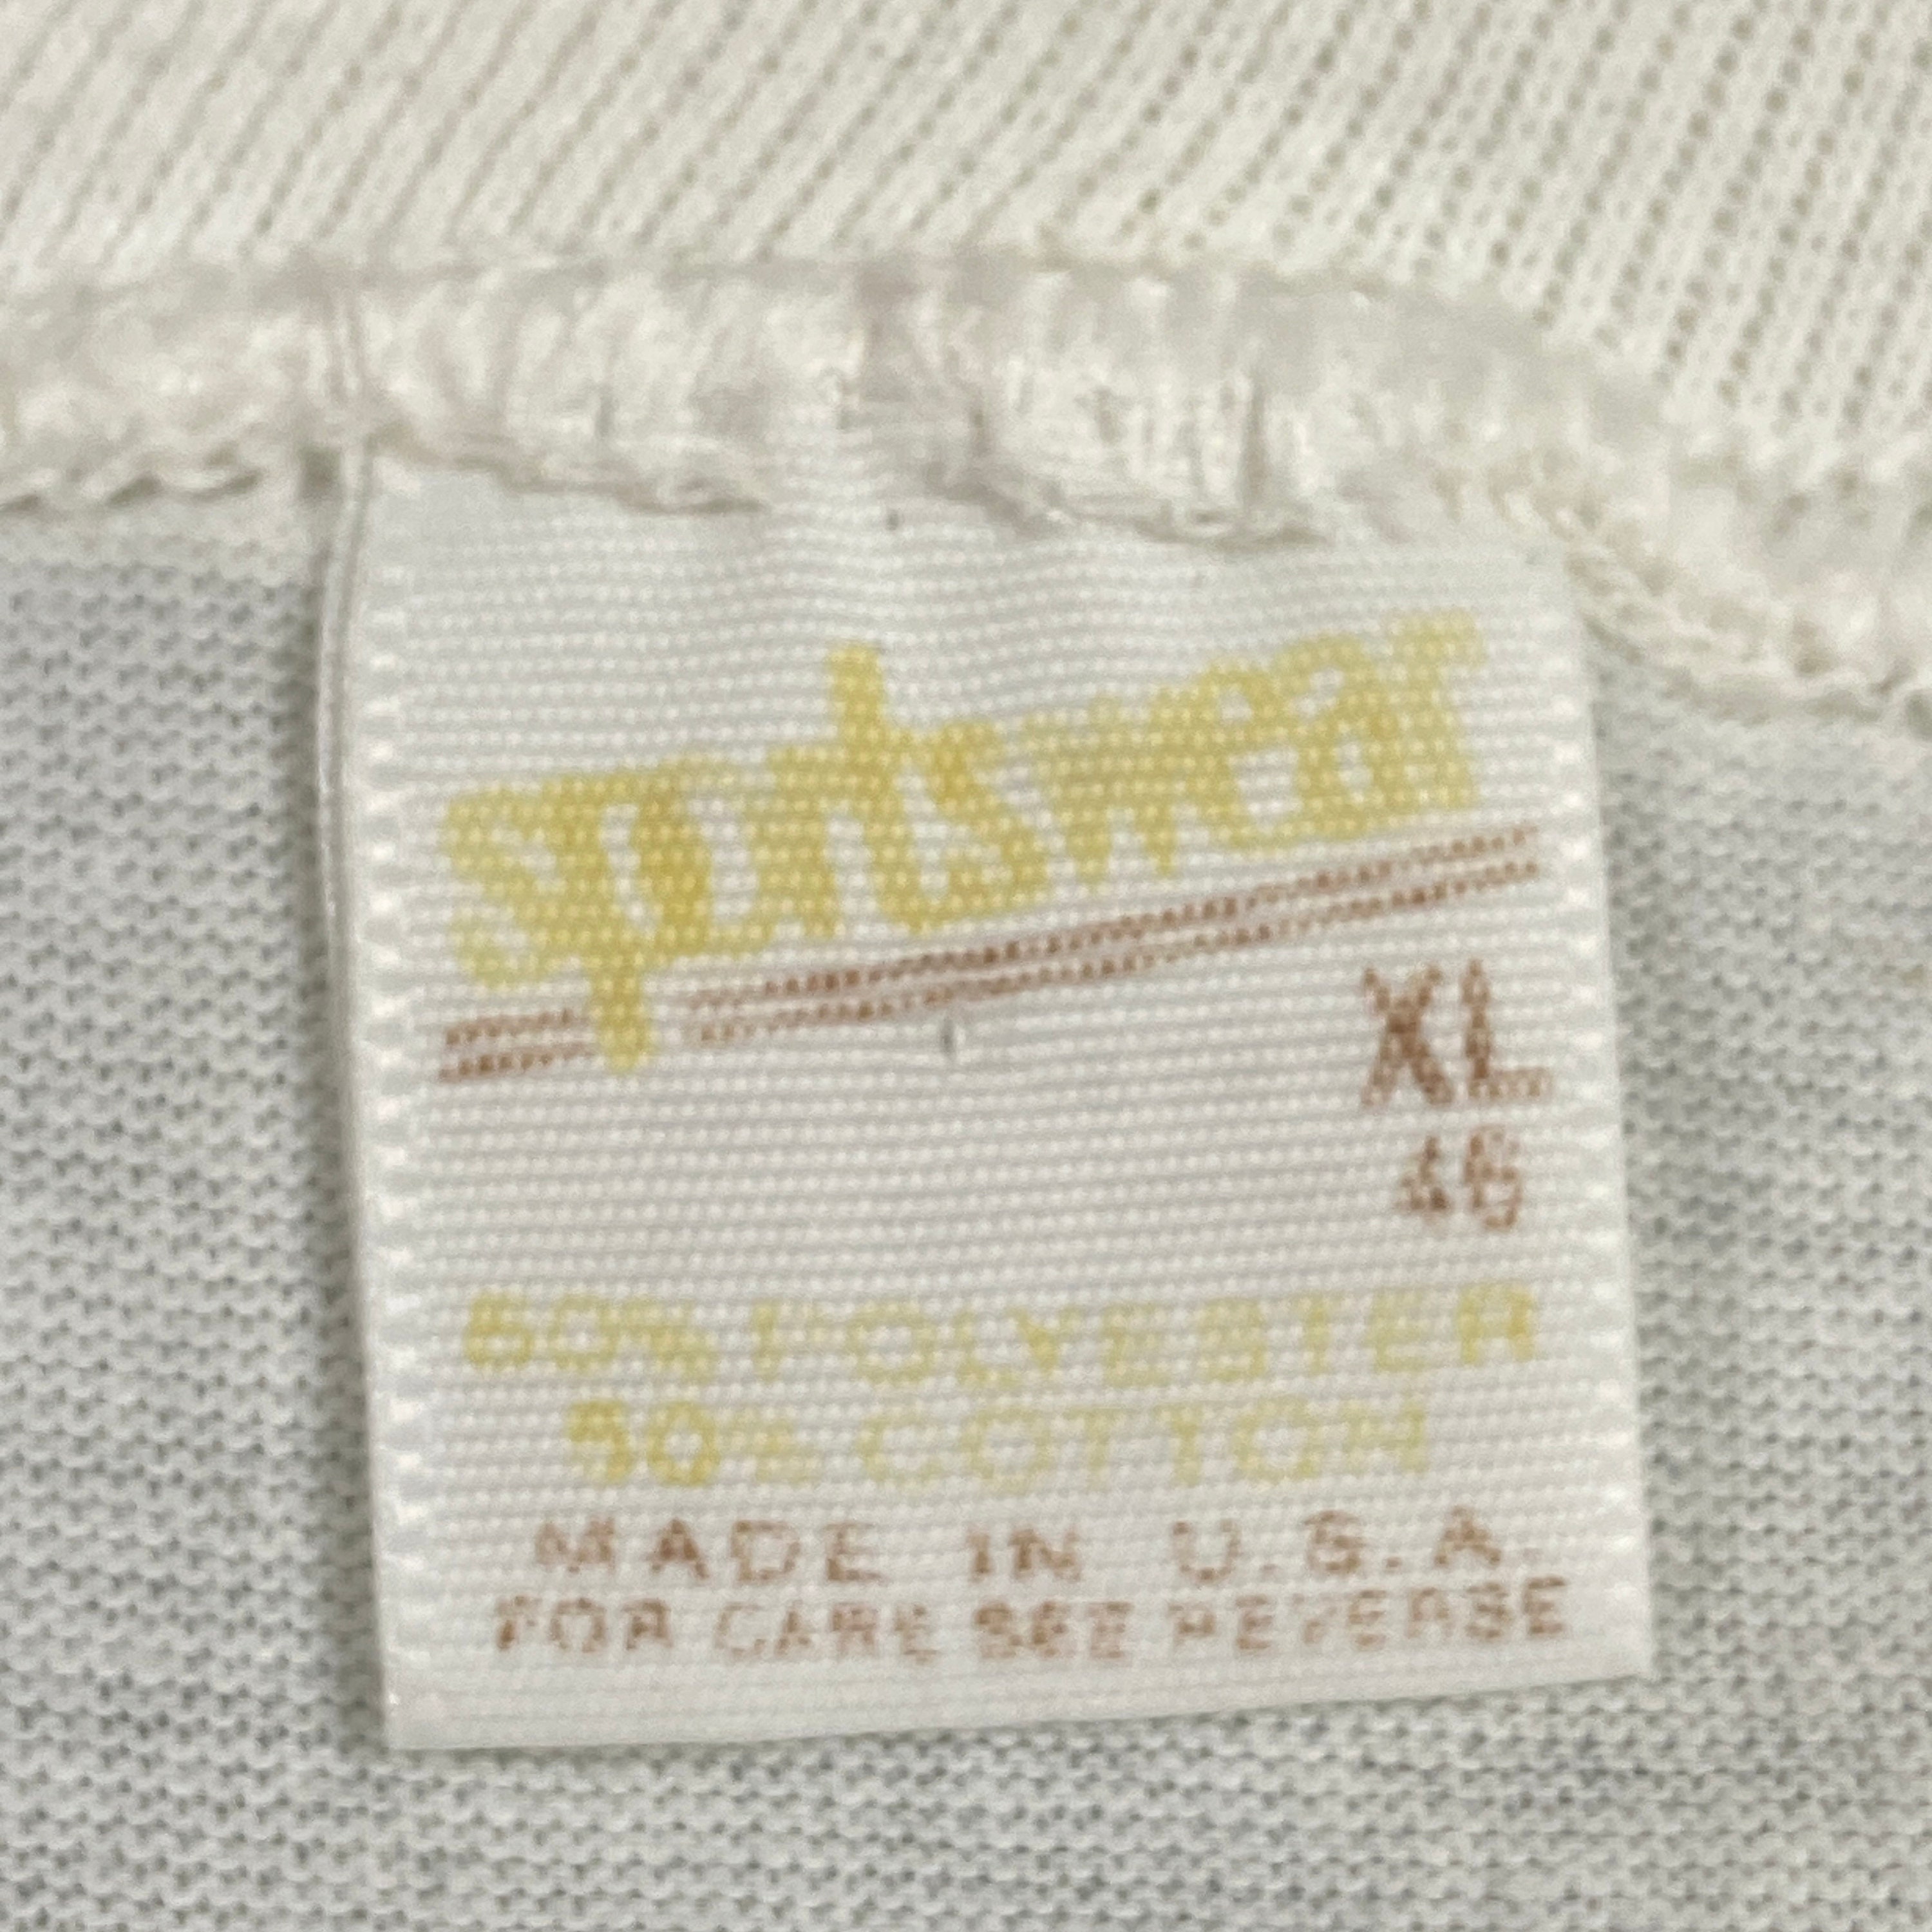 sportswear
XL
46
50% POLYESTER
50% COTTON
MADE IN U.S.A.
FOR CARE SEE REVERSE